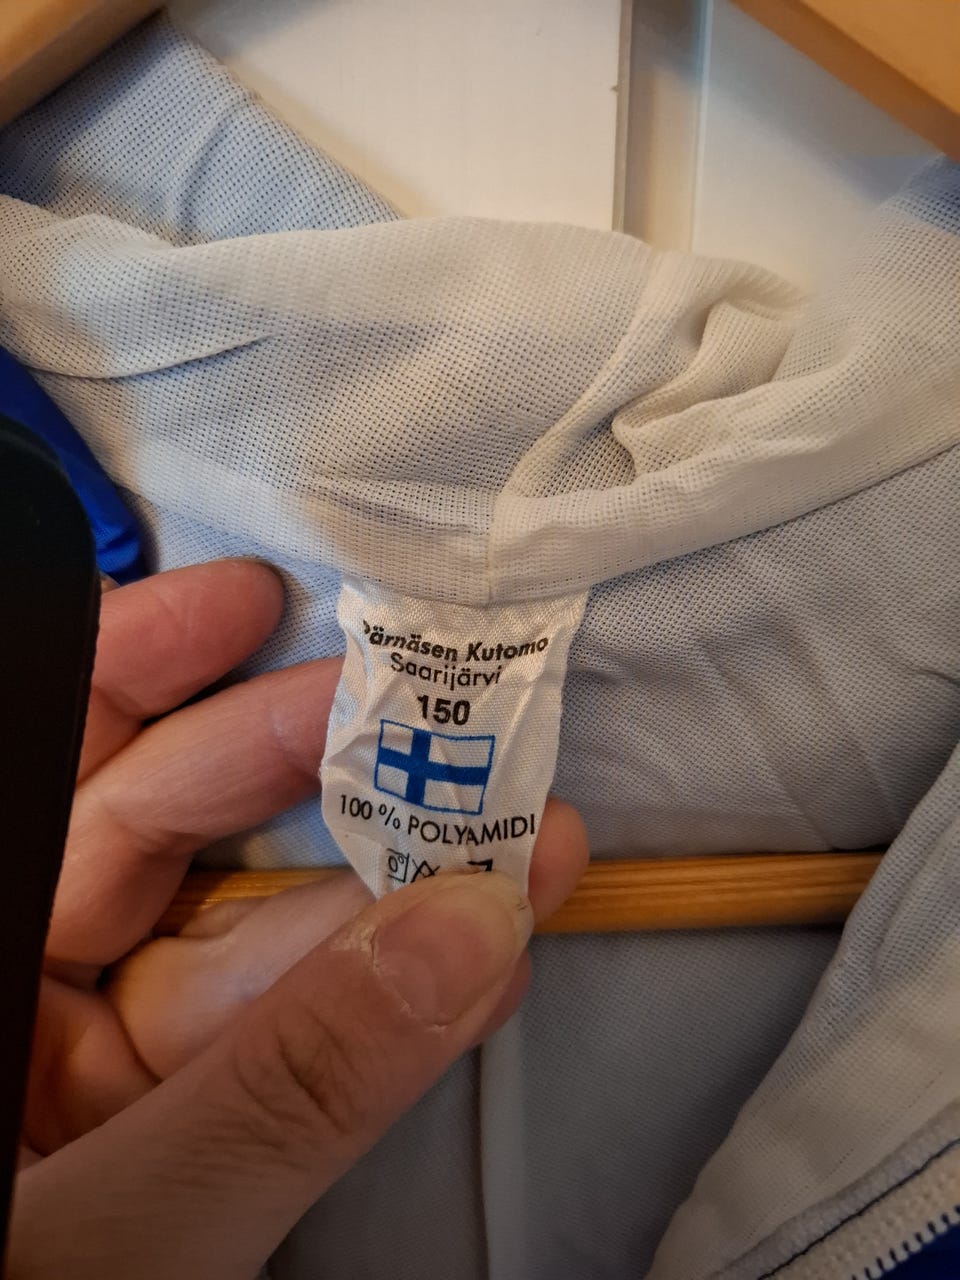 Pärnäsen Kutomo
Saarijärvi
150
100 % POLYAMIDI